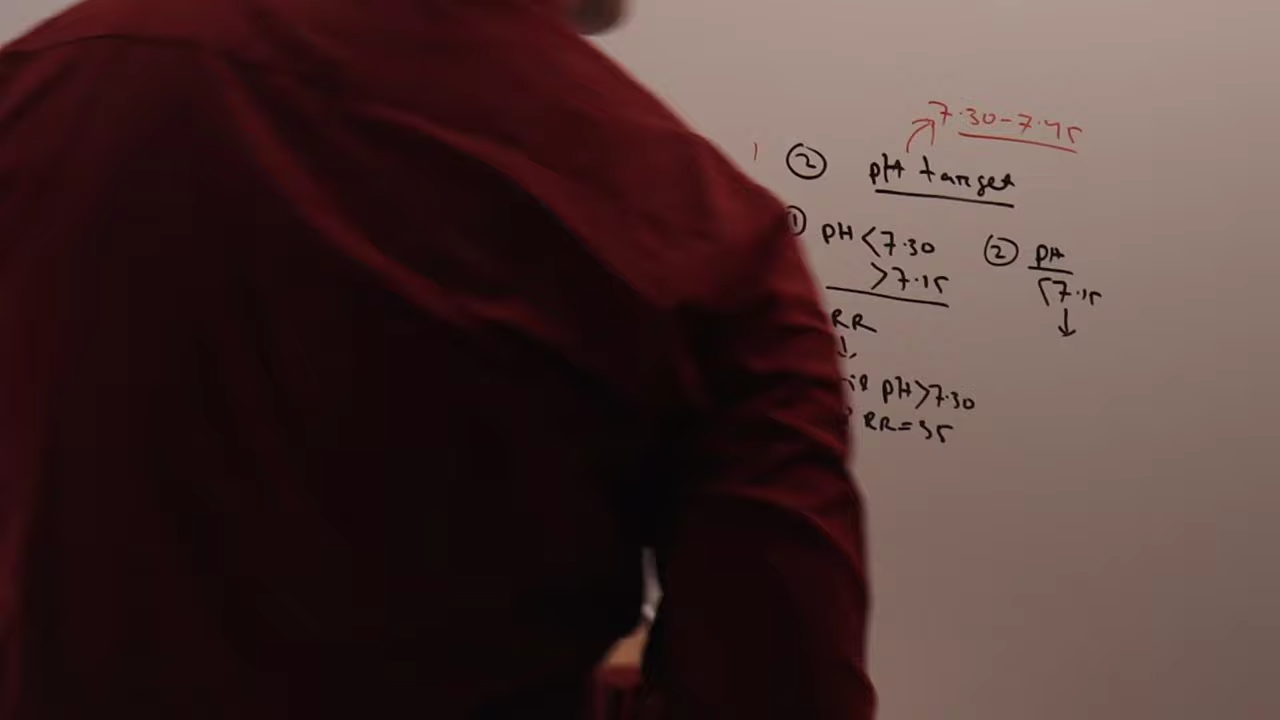 7.30-7.45
② pH target
① pH <7.30
>7.15
RR
↓
pH>7.30
RR=35
② pH
<7.15
↓